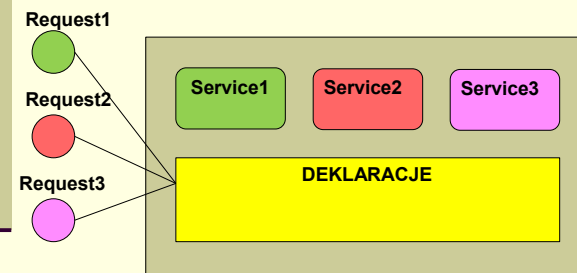 Request1
Service1 Service2 Service3
Request2
DEKLARACJE
Request3